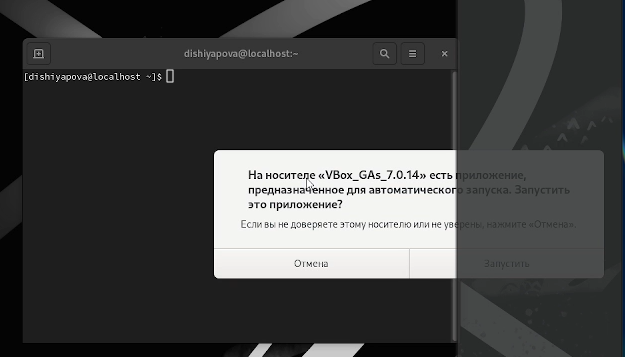 dishiyapova@localhost:~
[dishiyapova@localhost ~]$
На носителе «VBox_GAs_7.0.14» есть приложение,
предназначенное для автоматического запуска. Запустить
это приложение?
Если вы не доверяете этому носителю или не уверены, нажмите «Отмена».
Отмена
Запустить